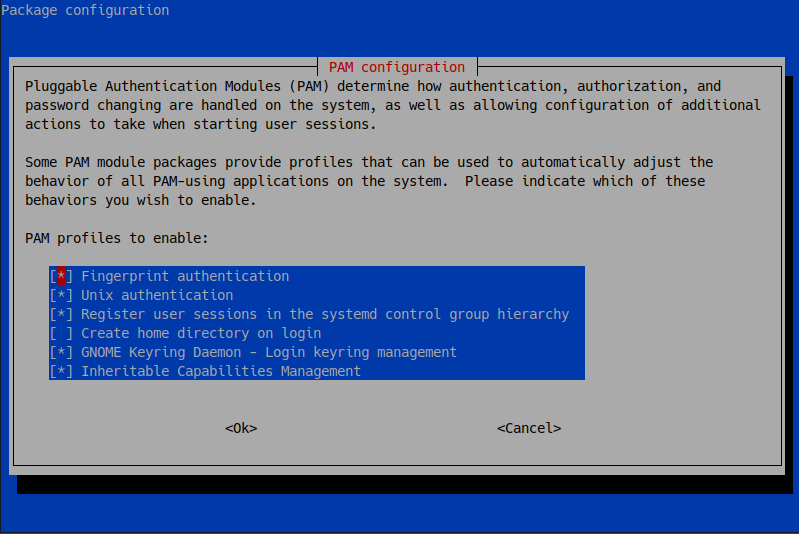 Package configuration
PAM configuration
Pluggable Authentication Modules (PAM) determine how authentication, authorization, and
password changing are handled on the system, as well as allowing configuration of additional
actions to take when starting user sessions.
Some PAM module packages provide profiles that can be used to automatically adjust the
behavior of all PAM-using applications on the system.  Please indicate which of these
behaviors you wish to enable.
PAM profiles to enable:
[*] Fingerprint authentication
[*] Unix authentication
[*] Register user sessions in the systemd control group hierarchy
[ ] Create home directory on login
[*] GNOME Keyring Daemon - Login keyring management
[*] Inheritable Capabilities Management
<Ok> <Cancel>